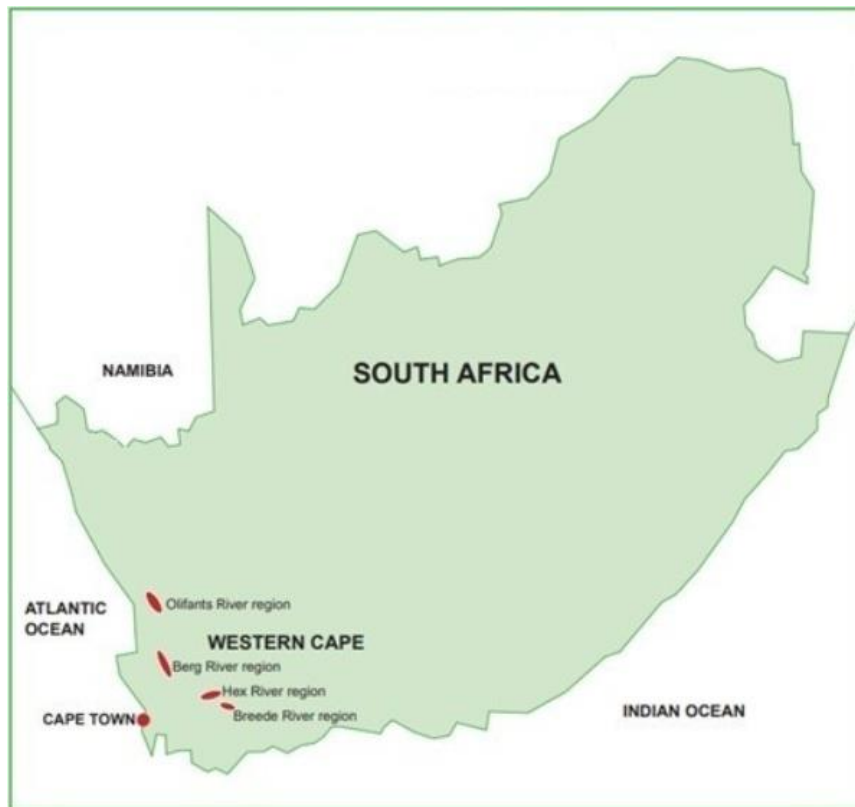 NAMIBIA
SOUTH AFRICA
ATLANTIC
OCEAN
Olifants River region
WESTERN CAPE
Berg River region
Hex River region
Breede River region
CAPE TOWN
INDIAN OCEAN